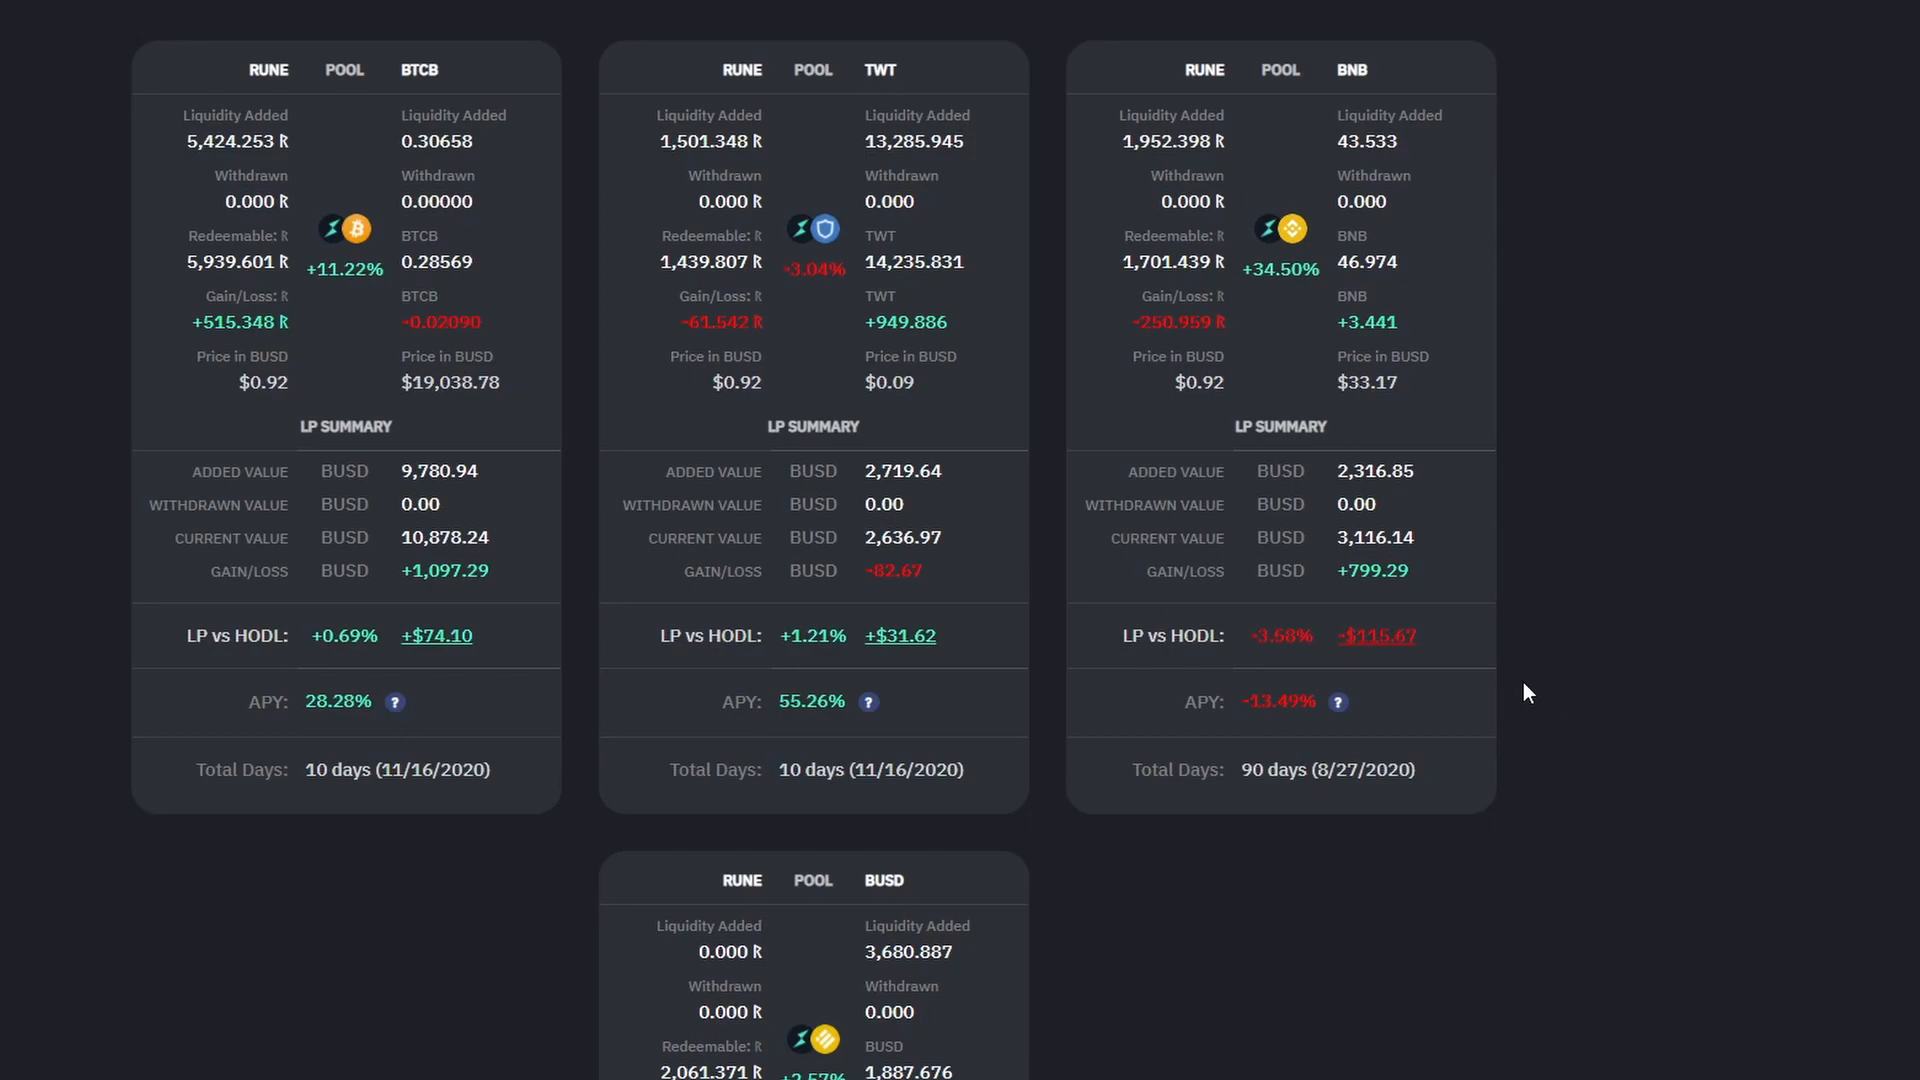 RUNE POOL BTCB
Liquidity Added Liquidity Added
5,424.253 ᚱ 0.30658
Withdrawn Withdrawn
0.000 ᚱ 0.00000
Redeemable: ᚱ BTCB
5,939.601 ᚱ +11.22% 0.28569
Gain/Loss: ᚱ BTCB
+515.348 ᚱ -0.02090
Price in BUSD Price in BUSD
$0.92 $19,038.78
LP SUMMARY
ADDED VALUE BUSD 9,780.94
WITHDRAWN VALUE BUSD 0.00
CURRENT VALUE BUSD 10,878.24
GAIN/LOSS BUSD +1,097.29
LP vs HODL: +0.69% +$74.10
APY: 28.28% ?
Total Days: 10 days (11/16/2020)
RUNE POOL TWT
Liquidity Added Liquidity Added
1,501.348 ᚱ 13,285.945
Withdrawn Withdrawn
0.000 ᚱ 0.000
Redeemable: ᚱ TWT
1,439.807 ᚱ -3.04% 14,235.831
Gain/Loss: ᚱ TWT
-61.542 ᚱ +949.886
Price in BUSD Price in BUSD
$0.92 $0.09
LP SUMMARY
ADDED VALUE BUSD 2,719.64
WITHDRAWN VALUE BUSD 0.00
CURRENT VALUE BUSD 2,636.97
GAIN/LOSS BUSD -82.67
LP vs HODL: +1.21% +$31.62
APY: 55.26% ?
Total Days: 10 days (11/16/2020)
RUNE POOL BNB
Liquidity Added Liquidity Added
1,952.398 ᚱ 43.533
Withdrawn Withdrawn
0.000 ᚱ 0.000
Redeemable: ᚱ BNB
1,701.439 ᚱ +34.50% 46.974
Gain/Loss: ᚱ BNB
-250.959 ᚱ +3.441
Price in BUSD Price in BUSD
$0.92 $33.17
LP SUMMARY
ADDED VALUE BUSD 2,316.85
WITHDRAWN VALUE BUSD 0.00
CURRENT VALUE BUSD 3,116.14
GAIN/LOSS BUSD +799.29
LP vs HODL: -3.58% -$115.67
APY: -13.49% ?
Total Days: 90 days (8/27/2020)
RUNE POOL BUSD
Liquidity Added Liquidity Added
0.000 ᚱ 3,680.887
Withdrawn Withdrawn
0.000 ᚱ 0.000
Redeemable: ᚱ BUSD
2,061.371 ᚱ 1,887.676